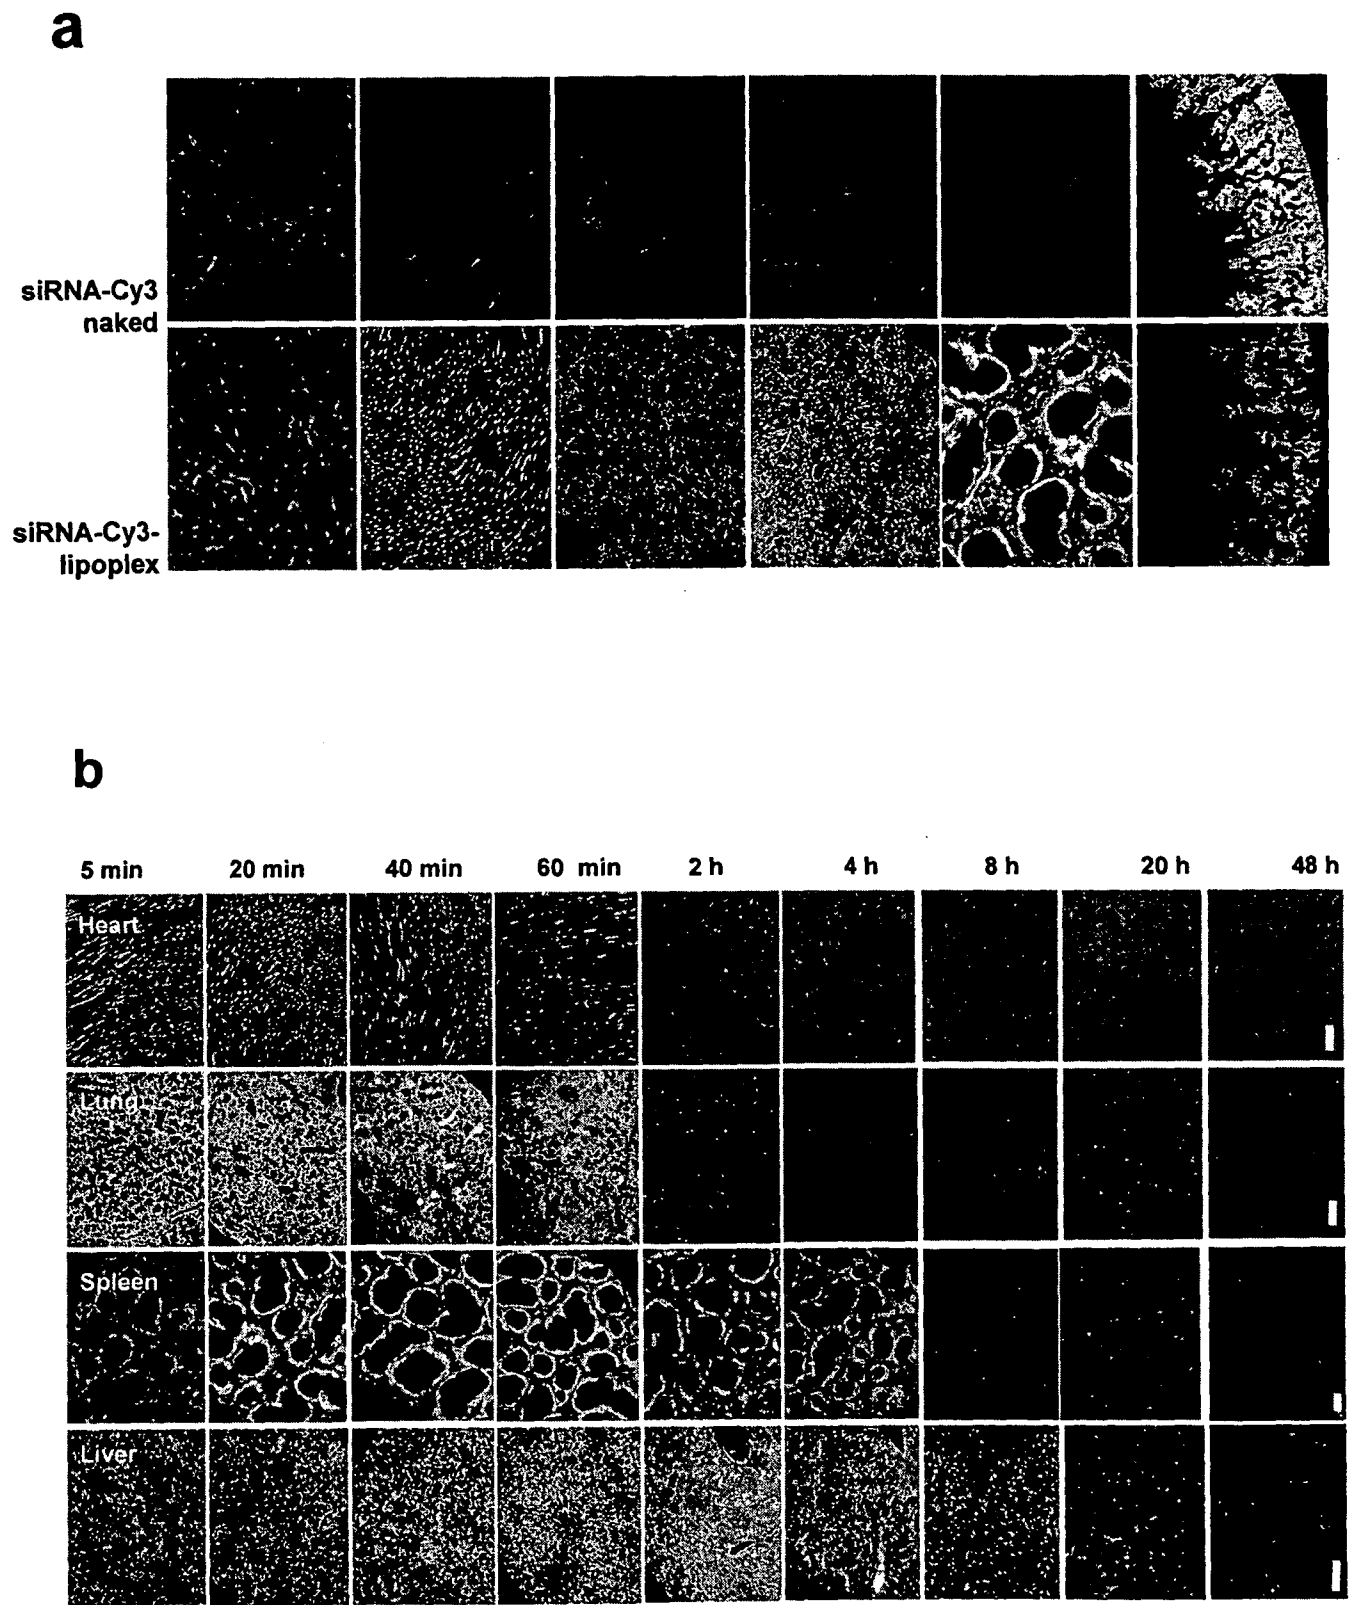 a
siRNA-Cy3
naked
siRNA-Cy3-
lipoplex
b
5 min 20 min 40 min 60 min 2 h 4 h 8 h 20 h 48 h
Heart
Lung
Spleen
Liver